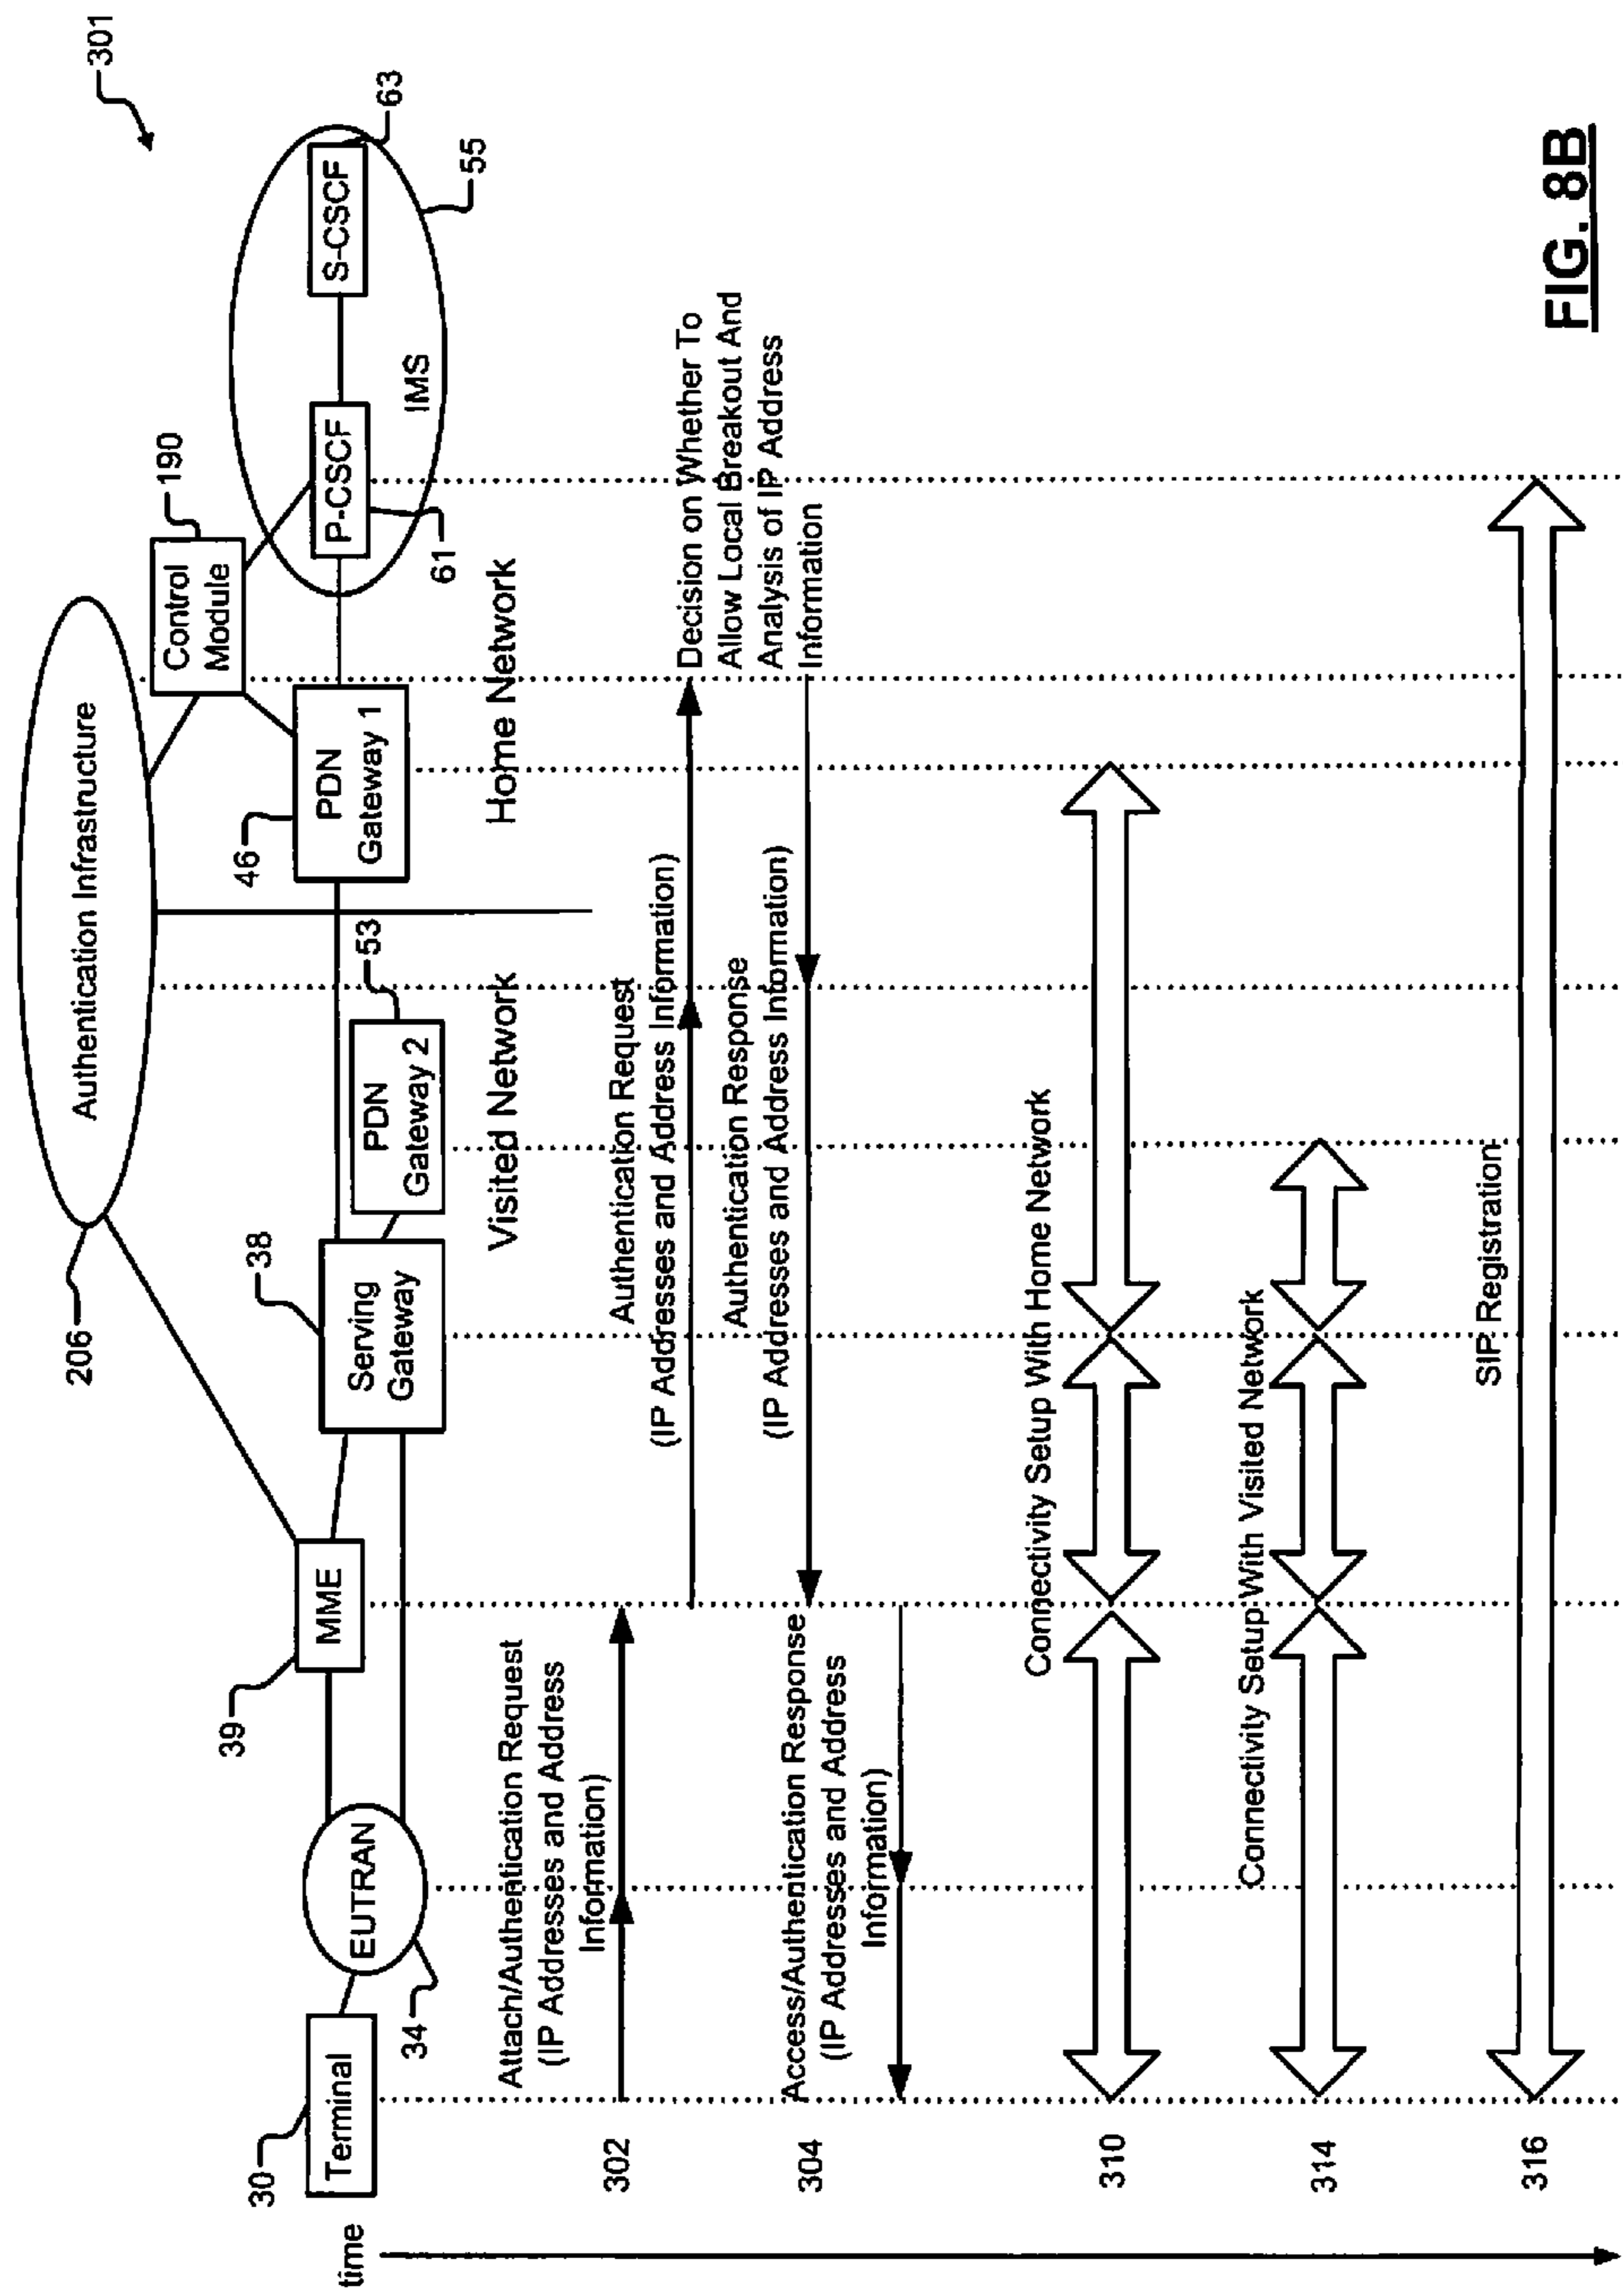 301
Authentication Infrastructure
206
Control
Module
190
S-CSCF
63
P-CSCF
61
IMS
55
PDN
Gateway 1
46
Home Network
PDN
Gateway 2
53
Visited Network
Serving
Gateway
38
MME
39
EUTRAN
34
Terminal
30
time
302
Attach/Authentication Request
(IP Addresses and Address
Information)
Authentication Request
(IP Addresses and Address Information)
Decision on Whether To
Allow Local Breakout And
Analysis of IP Address
Information
304
Authentication Response
(IP Addresses and Address Information)
Access/Authentication Response
(IP Addresses and Address
Information)
310
Connectivity Setup With Home Network
314
Connectivity Setup With Visited Network
316
SIP Registration
FIG. 8B